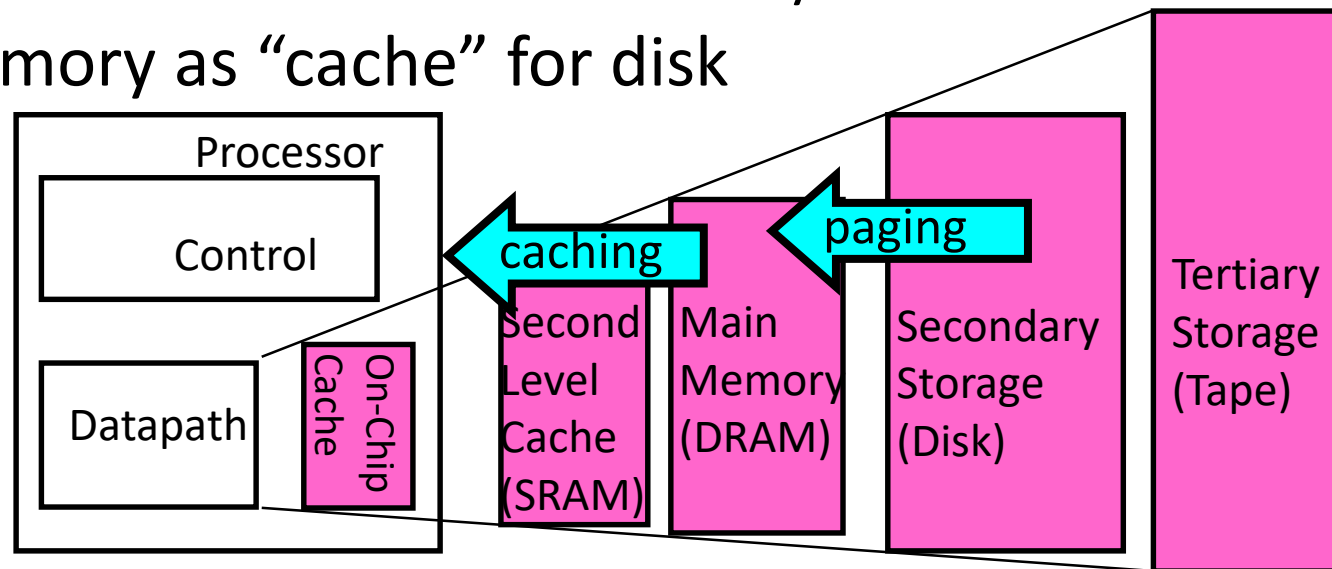 mory as “cache” for disk
Processor
Control
Datapath
On-Chip
Cache
caching
Second
Level
Cache
(SRAM)
Main
Memory
(DRAM)
paging
Secondary
Storage
(Disk)
Tertiary
Storage
(Tape)